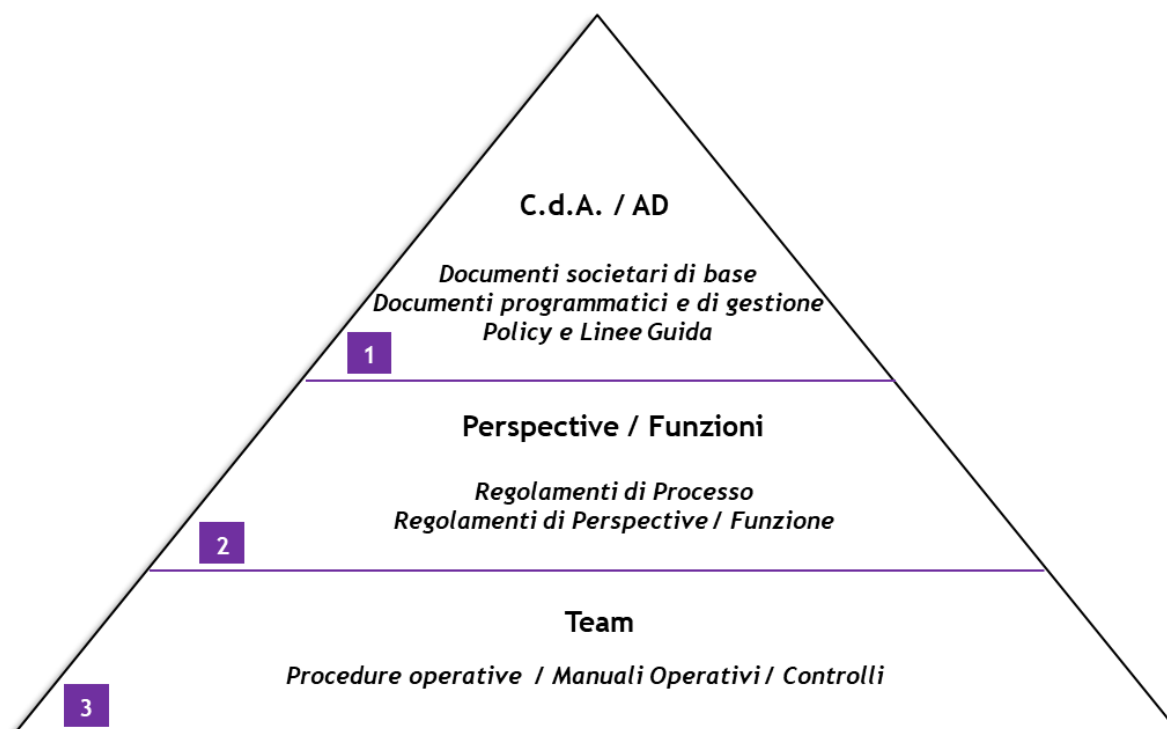 C.d.A. / AD
Documenti societari di base
Documenti programmatici e di gestione
Policy e Linee Guida
1
Perspective / Funzioni
Regolamenti di Processo
Regolamenti di Perspective / Funzione
2
Team
Procedure operative / Manuali Operativi / Controlli
3